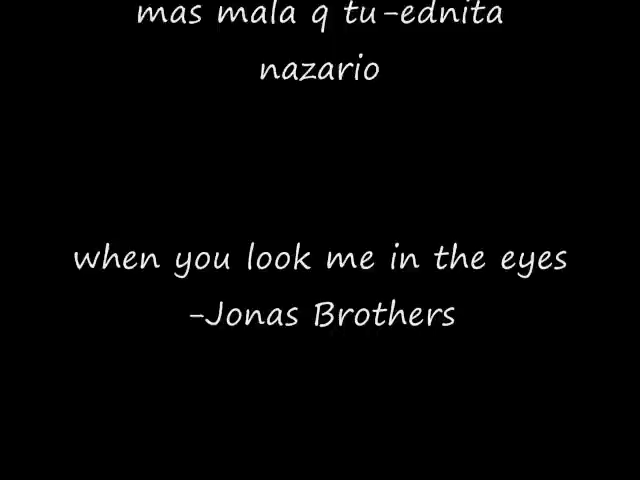 mas mala q tu-ednita
nazario
when you look me in the eyes
-Jonas Brothers